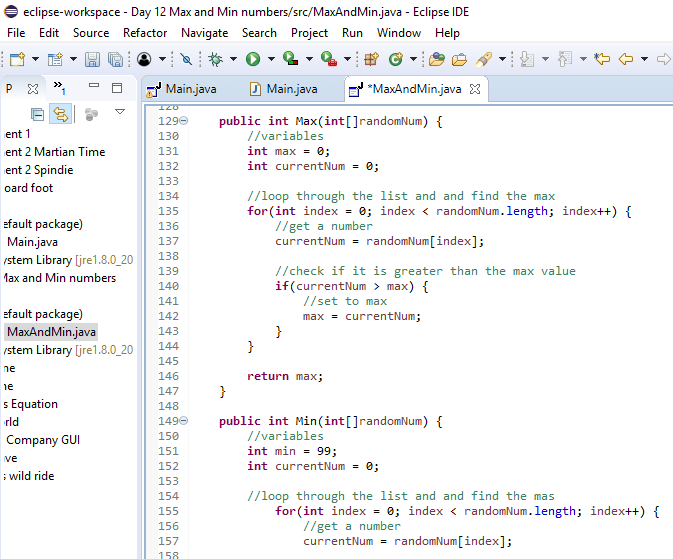 eclipse-workspace - Day 12 Max and Min numbers/src/MaxAndMin.java - Eclipse IDE
File Edit Source Refactor Navigate Search Project Run Window Help
P 1 Main.java Main.java *MaxAndMin.java
ent 1
ent 2 Martian Time
ent 2 Spindie
oard foot
efault package)
Main.java
ystem Library [jre1.8.0_20
Max and Min numbers
efault package)
MaxAndMin.java
ystem Library [jre1.8.0_20
ne
ne
s Equation
rld
Company GUI
ve
s wild ride
128
129 public int Max(int[]randomNum) {
130 //variables
131 int max = 0;
132 int currentNum = 0;
133
134 //loop through the list and and find the max
135 for(int index = 0; index < randomNum.length; index++) {
136 //get a number
137 currentNum = randomNum[index];
138
139 //check if it is greater than the max value
140 if(currentNum > max) {
141 //set to max
142 max = currentNum;
143 }
144 }
145
146 return max;
147 }
148
149 public int Min(int[]randomNum) {
150 //variables
151 int min = 99;
152 int currentNum = 0;
153
154 //loop through the list and and find the mas
155 for(int index = 0; index < randomNum.length; index++) {
156 //get a number
157 currentNum = randomNum[index];
158